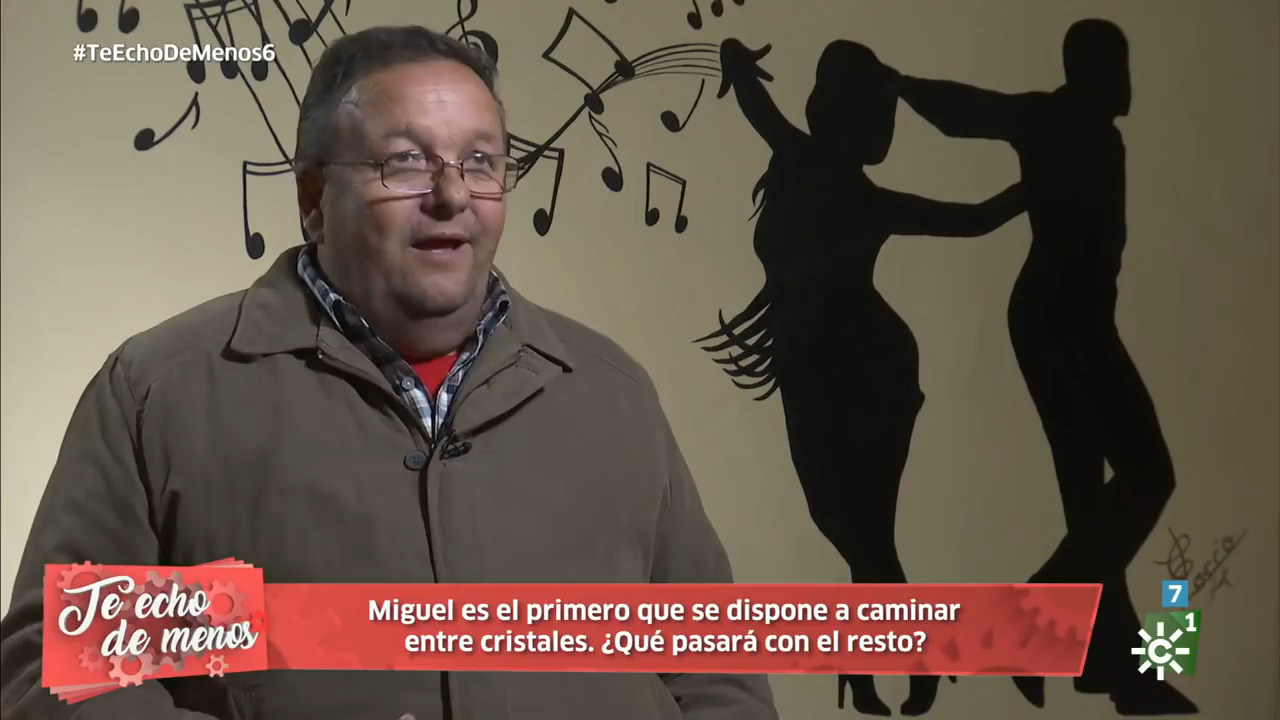 #TeEchoDeMenos6
Te echo
de menos
Miguel es el primero que se dispone a caminar
entre cristales. ¿Qué pasará con el resto?
7
1